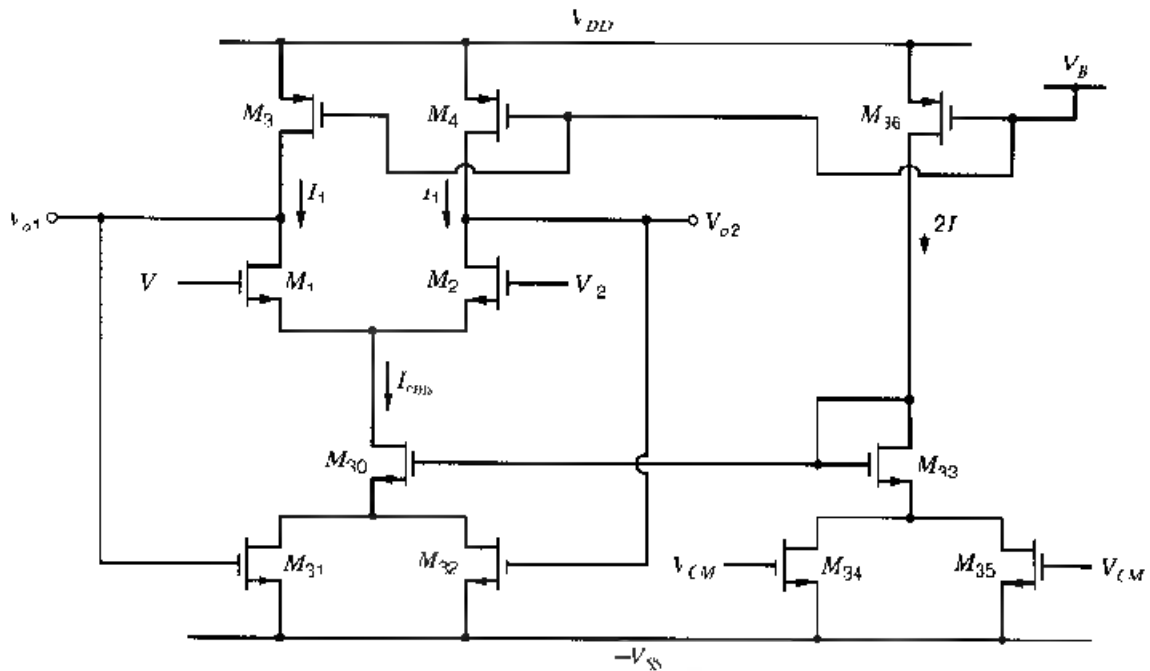 V_DD
V_B
M_3
M_4
M_36
I_1
I_1
V_o1
V_o2
2I
V
M_1
M_2
V_2
I_cms
M_30
M_33
M_31
M_32
V_CM
M_34
M_35
V_CM
−V_SS